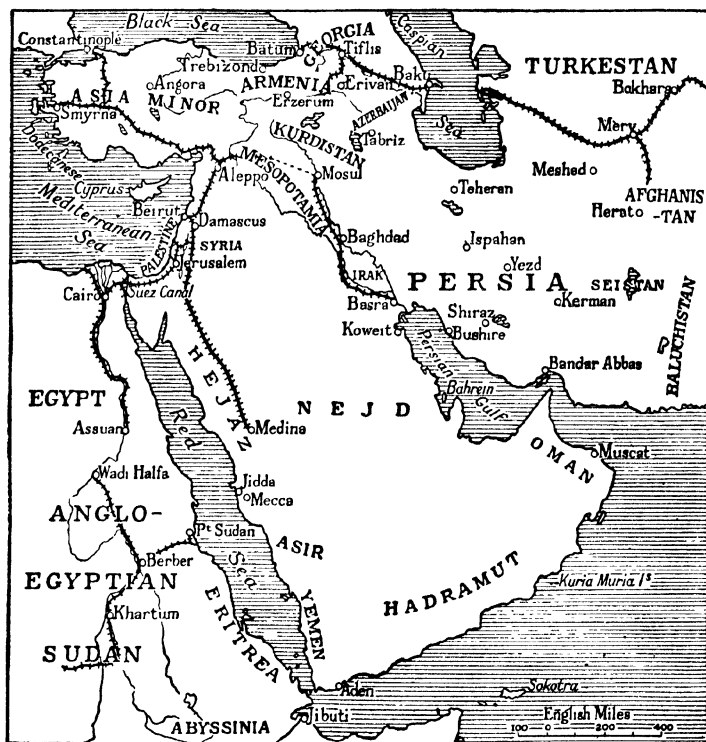 Black Sea
Constantinople
Batum
GEORGIA
Tiflis
Caspian
Sea
TURKESTAN
Trebizond
Angora
ASIA
MINOR
ARMENIA
Erzerum
Erivan
Baku
AZERBAIJAN
Bokhara
Smyrna
KURDISTAN
Tabriz
Merv
Dodecanese
Meshed
Aleppo
MESOPOTAMIA
Mosul
Teheran
AFGHANIS
-TAN
Cyprus
Mediterranean
Sea
Beirut
Damascus
Herat
PALESTINE
SYRIA
Baghdad
Ispahan
Jerusalem
Yezd
IRAK
PERSIA
SEISTAN
Cairo
Suez Canal
Basra
Shiraz
Kerman
Koweit
Bushire
BALUCHISTAN
Persian
Gulf
Bandar Abbas
Bahrein
HEJAZ
EGYPT
NEJD
Red
Sea
Assuan
Medina
OMAN
Muscat
Wadi Halfa
Jidda
Mecca
ANGLO-
Pt Sudan
ASIR
Berber
EGYPTIAN
HADRAMUT
Kuria Muria Is
Khartum
ERITREA
YEMEN
SUDAN
Aden
Sokotra
ABYSSINIA
Jibuti
English Miles
100 0 200 400